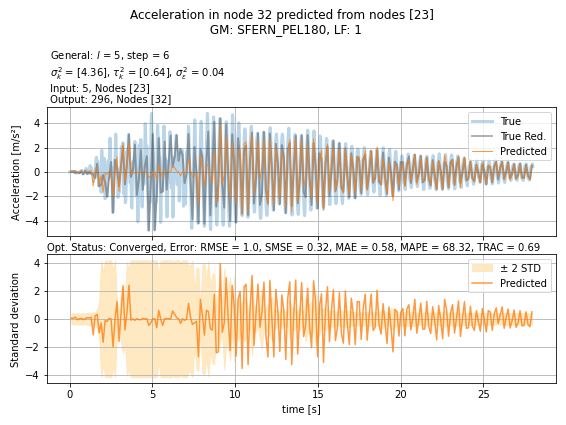 Acceleration in node 32 predicted from nodes [23]
GM: SFERN_PEL180, LF: 1
General: l = 5, step = 6
σ²ₖ = [4.36], τ²ₖ = [0.64], σ²ε = 0.04
Input: 5, Nodes [23]
Output: 296, Nodes [32]
Acceleration [m/s²]
4
2
0
−2
−4
True
True Red.
Predicted
Opt. Status: Converged, Error: RMSE = 1.0, SMSE = 0.32, MAE = 0.58, MAPE = 68.32, TRAC = 0.69
Standard deviation
4
2
0
−2
−4
± 2 STD
Predicted
0 5 10 15 20 25
time [s]